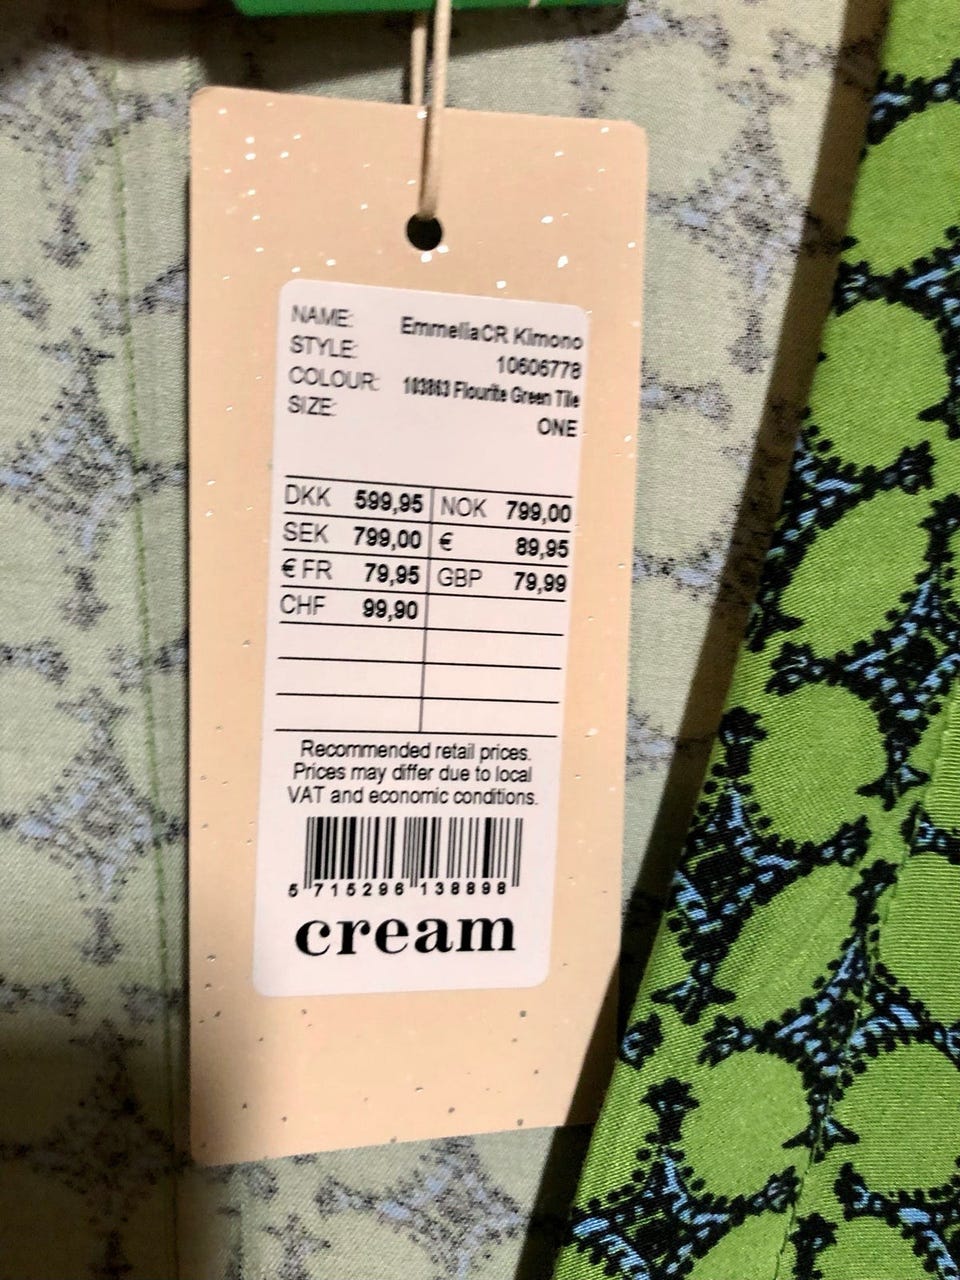 NAME: EmmeliaCR Kimono
STYLE: 10606778
COLOUR: 103863 Flourite Green Tile
SIZE: ONE
DKK 599,95 NOK 799,00
SEK 799,00 € 89,95
€ FR 79,95 GBP 79,99
CHF 99,90
Recommended retail prices.
Prices may differ due to local
VAT and economic conditions.
5 715296 138898
cream